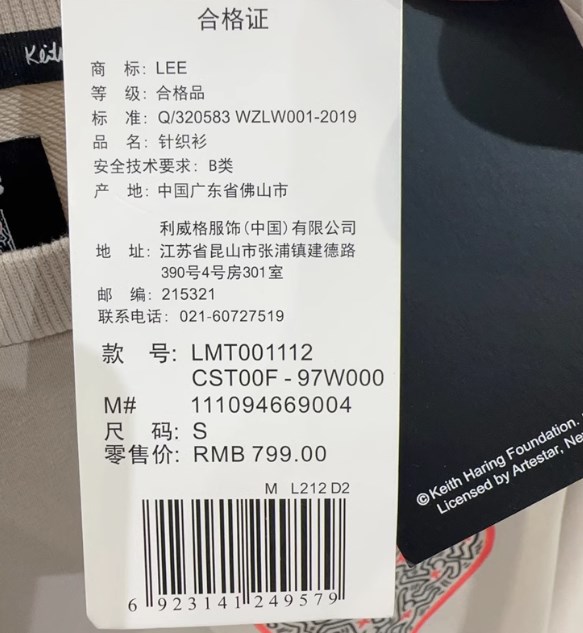 合格证
商 标: LEE
等 级: 合格品
标 准: Q/320583 WZLW001-2019
品 名: 针织衫
安全技术要求: B类
产 地: 中国广东省佛山市
利威格服饰(中国)有限公司
地 址: 江苏省昆山市张浦镇建德路
390号4号房301室
邮 编: 215321
联系电话: 021-60727519
款 号: LMT001112
CST00F - 97W000
M# 111094669004
尺 码: S
零售价: RMB 799.00
M L212 D2
6 923141 249579
©Keith Haring Foundation.
Licensed by Artestar,